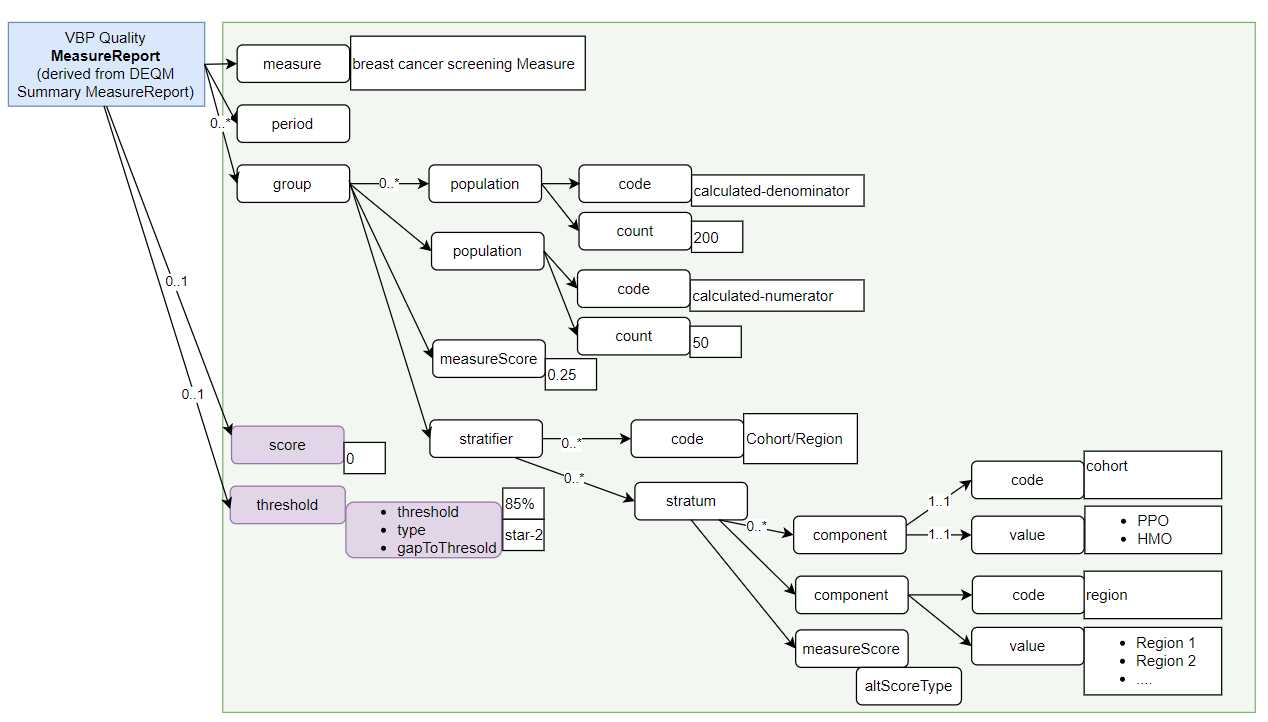 VBP Quality
MeasureReport
(derived from DEQM
Summary MeasureReport)
measure
breast cancer screening Measure
0..*
period
group
0..*
population
code
calculated-denominator
count
200
population
code
calculated-numerator
count
50
measureScore
0.25
0..1
0..1
score
0
threshold
• threshold
• type
• gapToThresold
85%
star-2
stratifier
0..*
code
Cohort/Region
0..*
stratum
0..*
component
1..1
code
cohort
1..1
value
• PPO
• HMO
component
code
region
value
• Region 1
• Region 2
• ....
measureScore
altScoreType